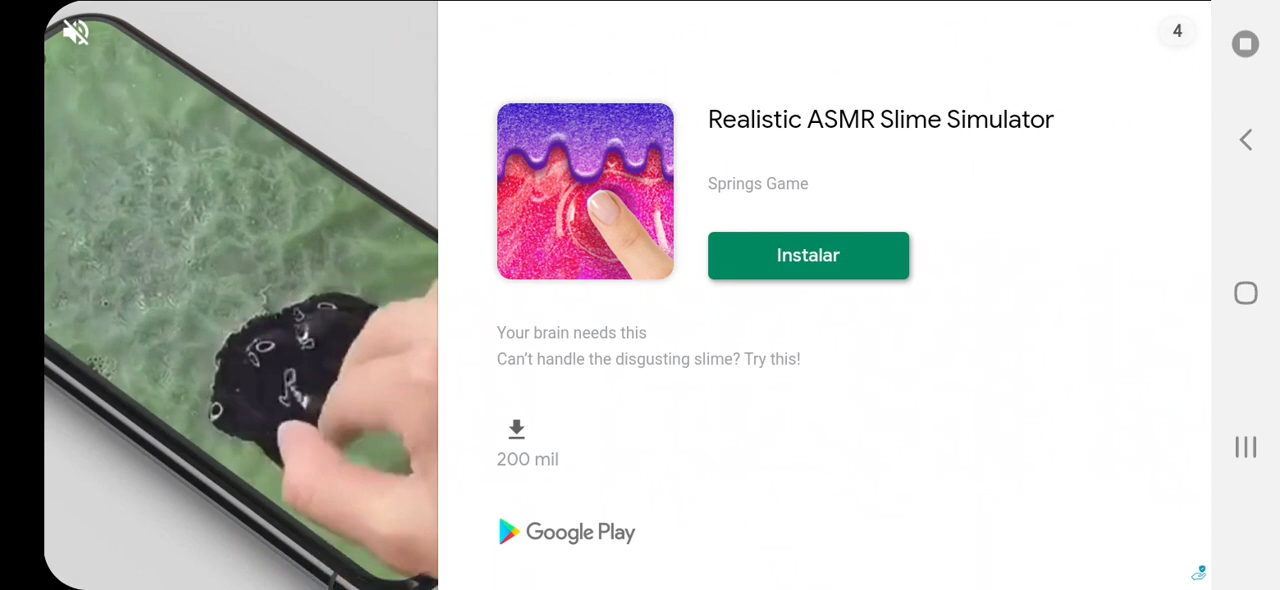 4
Realistic ASMR Slime Simulator
Springs Game
Instalar
Your brain needs this
Can't handle the disgusting slime? Try this!
200 mil
Google Play